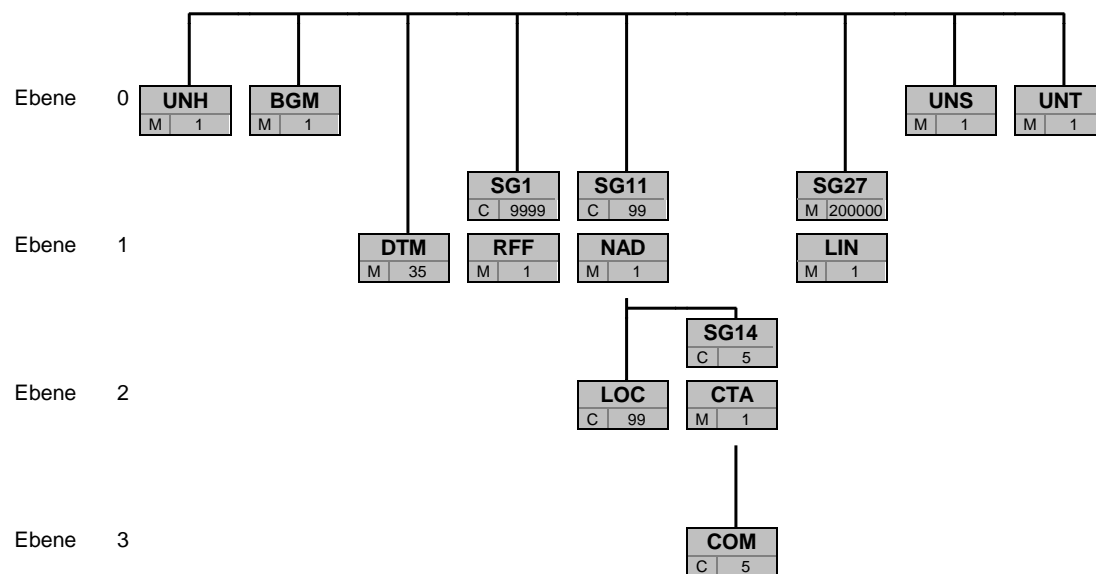 Ebene 0 UNH BGM UNS UNT
M 1 M 1 M 1 M 1
SG1 SG11 SG27
C 9999 C 99 M 200000
Ebene 1 DTM RFF NAD LIN
M 35 M 1 M 1 M 1
SG14
C 5
Ebene 2 LOC CTA
C 99 M 1
Ebene 3 COM
C 5